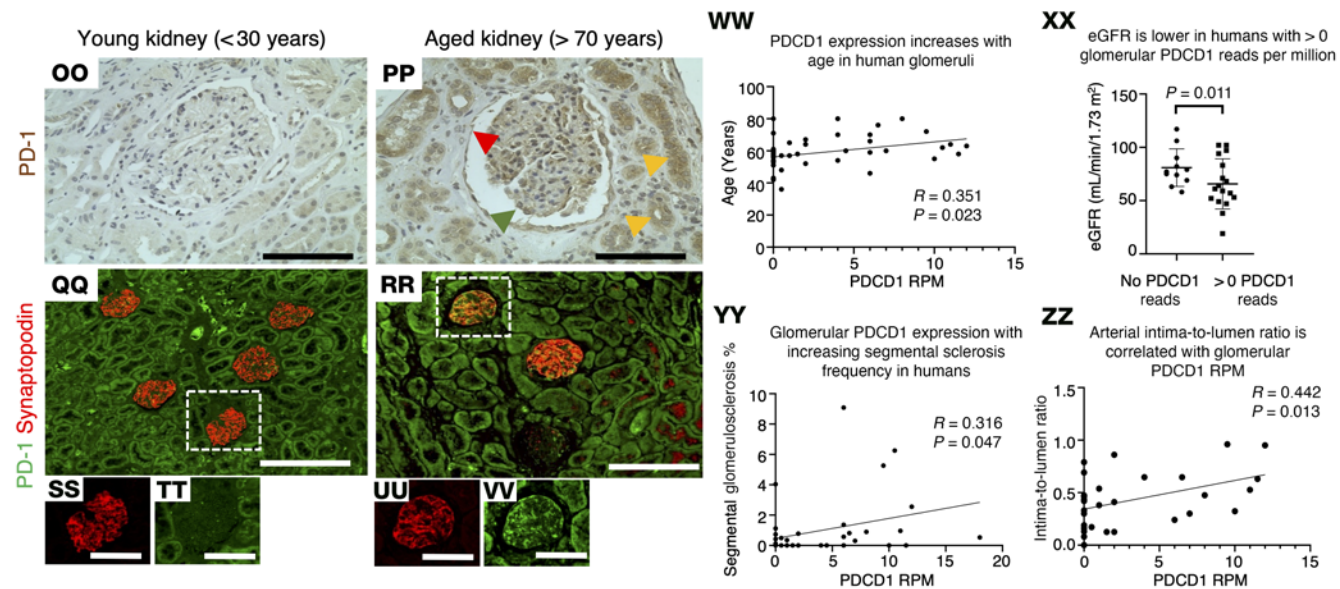 Young kidney (<30 years)
Aged kidney (> 70 years)
PD-1
OO
PP
PD-1 Synaptopodin
QQ
RR
SS
TT
UU
VV
WW
PDCD1 expression increases with
age in human glomeruli
Age (Years)
100
80
60
40
20
0
R = 0.351
P = 0.023
0
5
10
15
PDCD1 RPM
XX
eGFR is lower in humans with > 0
glomerular PDCD1 reads per million
P = 0.011
eGFR (mL/min/1.73 m²)
150
100
50
0
No PDCD1
reads
> 0 PDCD1
reads
YY
Glomerular PDCD1 expression with
increasing segmental sclerosis
frequency in humans
Segmental glomerulosclerosis %
10
8
6
4
2
0
R = 0.316
P = 0.047
0
5
10
15
20
PDCD1 RPM
ZZ
Arterial intima-to-lumen ratio is
correlated with glomerular
PDCD1 RPM
Intima-to-lumen ratio
1.5
1.0
0.5
0.0
R = 0.442
P = 0.013
0
5
10
15
PDCD1 RPM